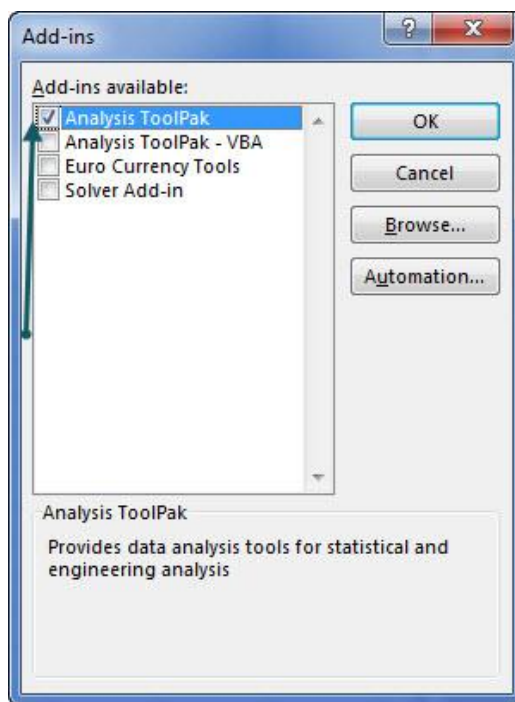 Add-ins
Add-ins available:
Analysis ToolPak
Analysis ToolPak - VBA
Euro Currency Tools
Solver Add-in
OK
Cancel
Browse...
Automation...
Analysis ToolPak
Provides data analysis tools for statistical and
engineering analysis